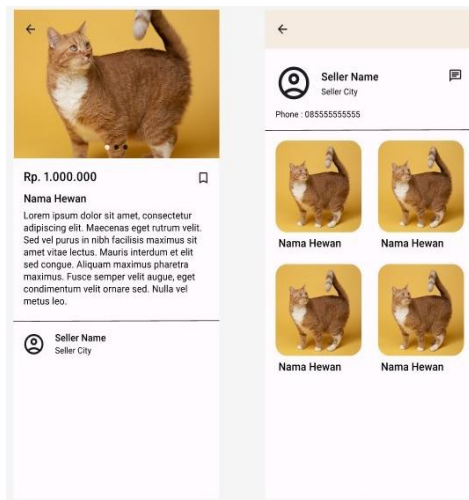 Rp. 1.000.000
Nama Hewan
Lorem ipsum dolor sit amet, consectetur
adipiscing elit. Maecenas eget rutrum velit.
Sed vel purus in nibh facilisis maximus sit
amet vitae lectus. Mauris interdum et elit
sed congue. Aliquam maximus pharetra
maximus. Fusce semper velit augue, eget
condimentum velit ornare sed. Nulla vel
metus leo.
Seller Name
Seller City
Seller Name
Seller City
Phone : 085555555555
Nama Hewan
Nama Hewan
Nama Hewan
Nama Hewan